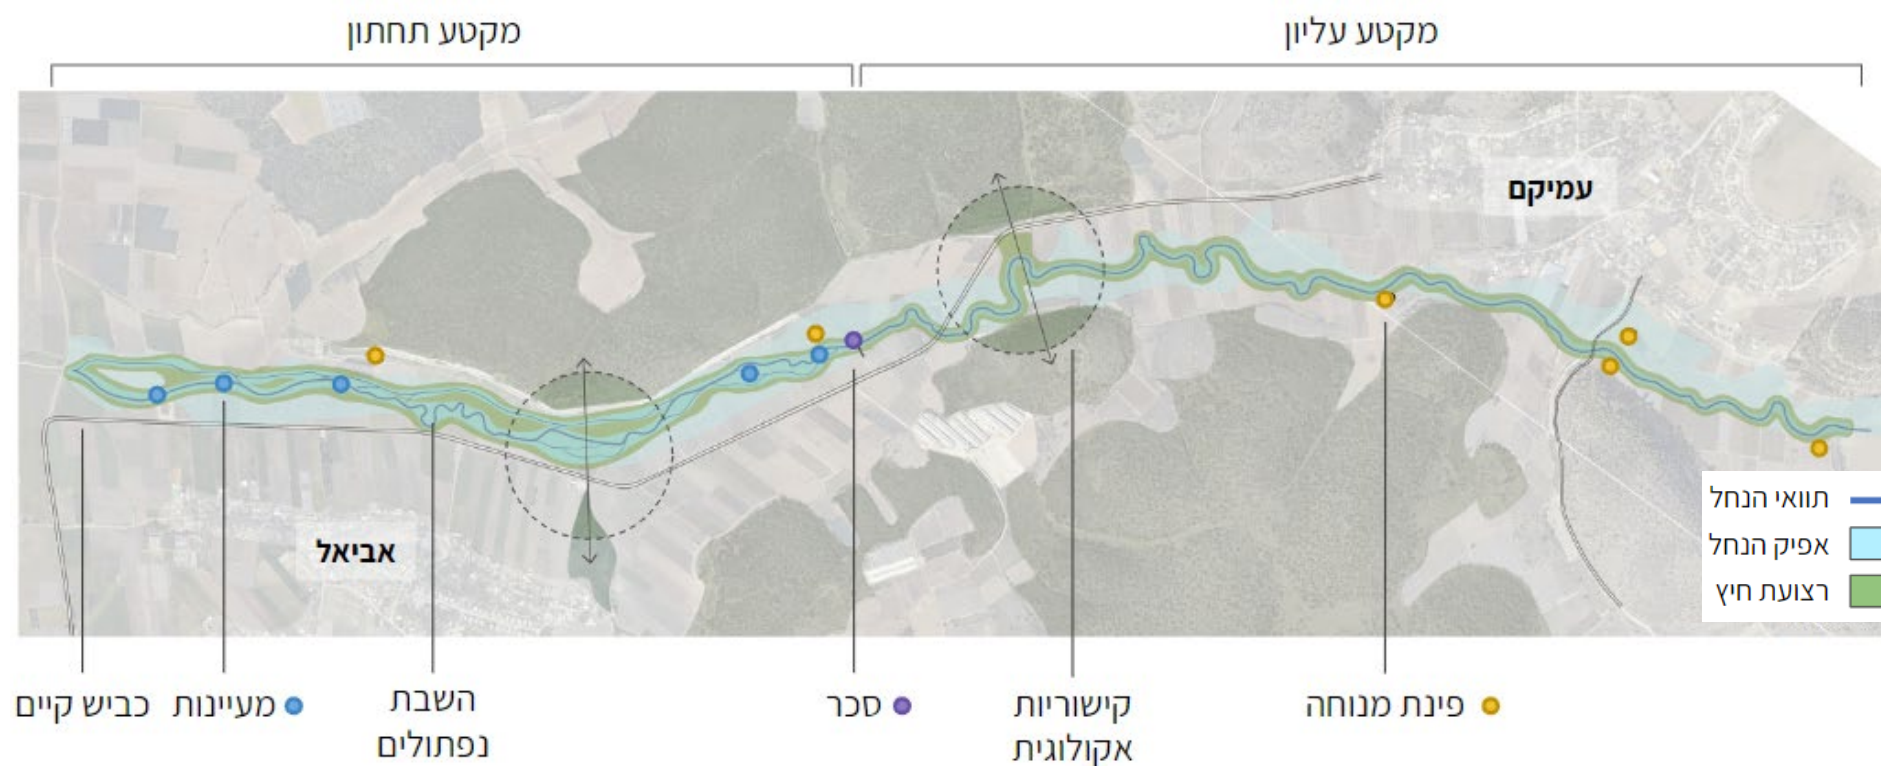 מקטע עליון
מקטע תחתון
עמיקם
אביאל
תוואי הנחל
אפיק הנחל
רצועת חיץ
פינת מנוחה
קישוריות
אקולוגית
סכר
השבת
נפתולים
מעיינות
כביש קיים